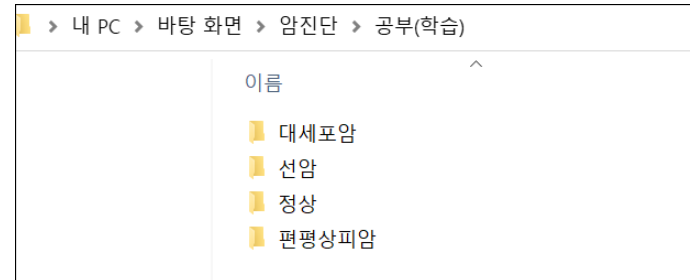 내 PC > 바탕 화면 > 암진단 > 공부(학습)
이름
대세포암
선암
정상
편평상피암